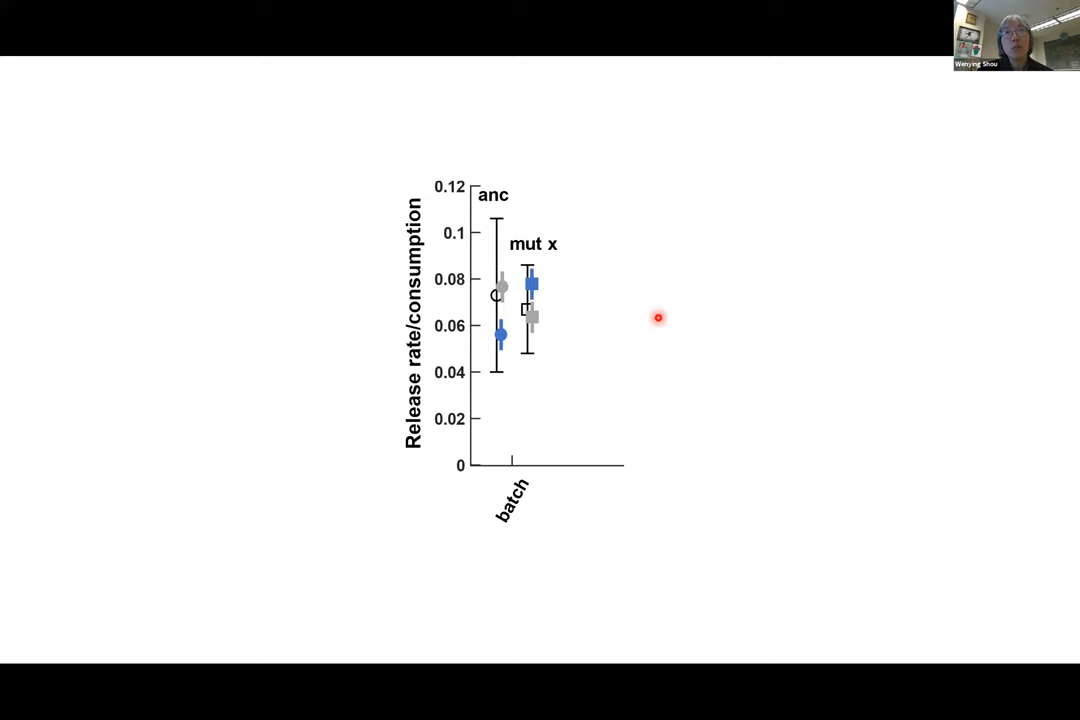 Wenying Shou
Release rate/consumption
0.12
0.1
0.08
0.06
0.04
0.02
0
anc
mut x
batch